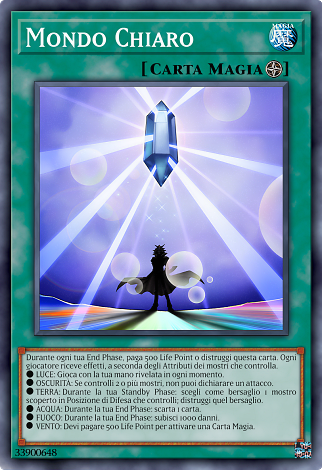 Mondo Chiaro
MAGIA
[Carta Magia]
Durante ogni tua End Phase, paga 500 Life Point o distruggi questa carta. Ogni
giocatore riceve effetti, a seconda degli Attributi dei mostri che controlla.
● LUCE: Gioca con la tua mano rivelata in ogni momento.
● OSCURITÀ: Se controlli 2 o più mostri, non puoi dichiarare un attacco.
● TERRA: Durante la tua Standby Phase: scegli come bersaglio 1 mostro
scoperto in Posizione di Difesa che controlli; distruggi quel bersaglio.
● ACQUA: Durante la tua End Phase: scarta 1 carta.
● FUOCO: Durante la tua End Phase: subisci 1000 danni.
● VENTO: Devi pagare 500 Life Point per attivare una Carta Magia.
33900648